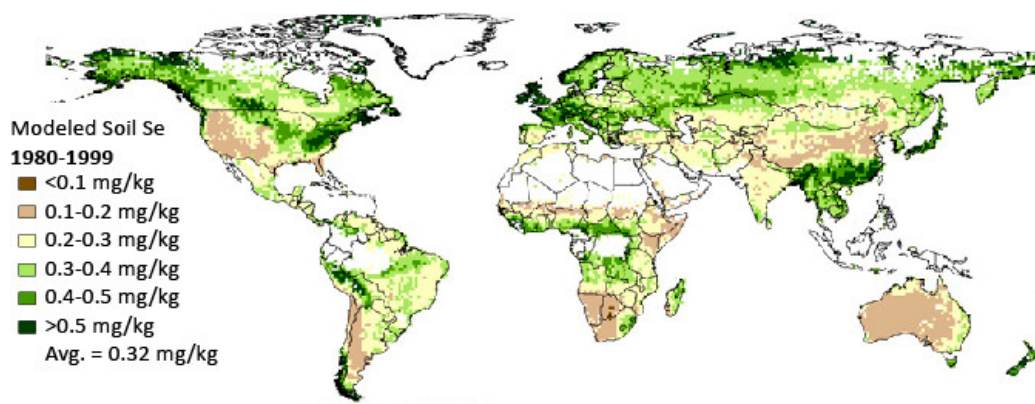 Modeled Soil Se
1980-1999
<0.1 mg/kg
0.1-0.2 mg/kg
0.2-0.3 mg/kg
0.3-0.4 mg/kg
0.4-0.5 mg/kg
>0.5 mg/kg
Avg. = 0.32 mg/kg